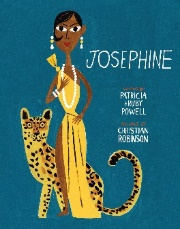 JOSEPHINE
PATRICIA
HRUBY
POWELL
CHRISTIAN
ROBINSON